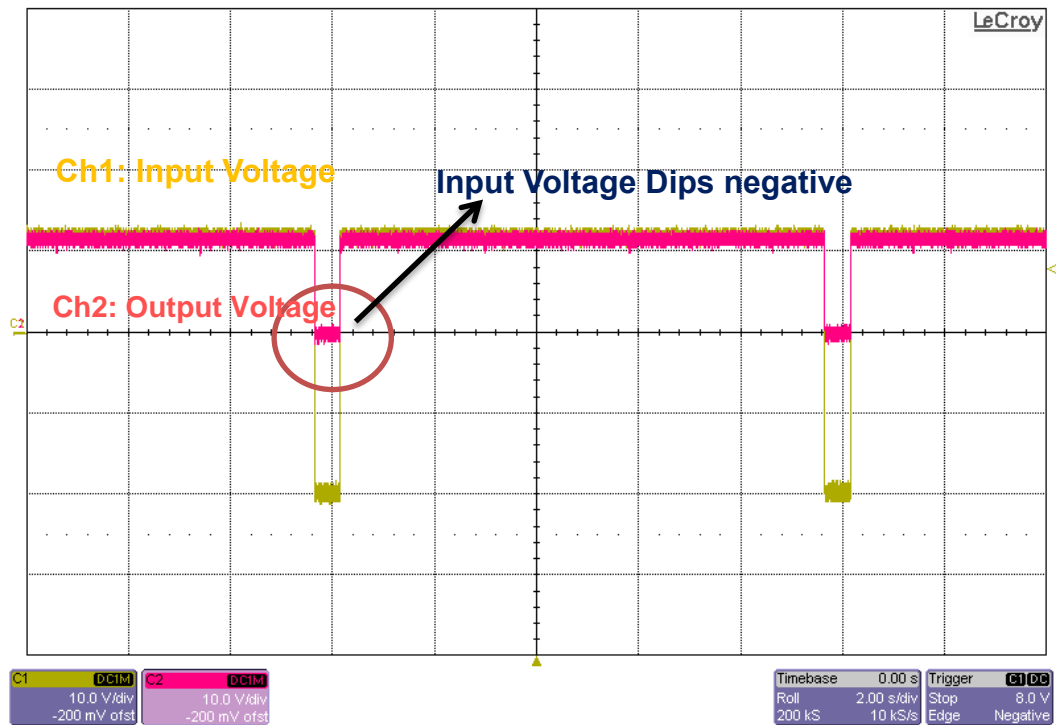 LeCroy
Ch1: Input Voltage
Input Voltage Dips negative
Ch2: Output Voltage
C2
C1 DC1M
10.0 V/div
-200 mV ofst
C2 DC1M
10.0 V/div
-200 mV ofst
Timebase 0.00 s
Roll 2.00 s/div
200 kS 10 kS/s
Trigger C1 DC
Stop 8.0 V
Edge Negative